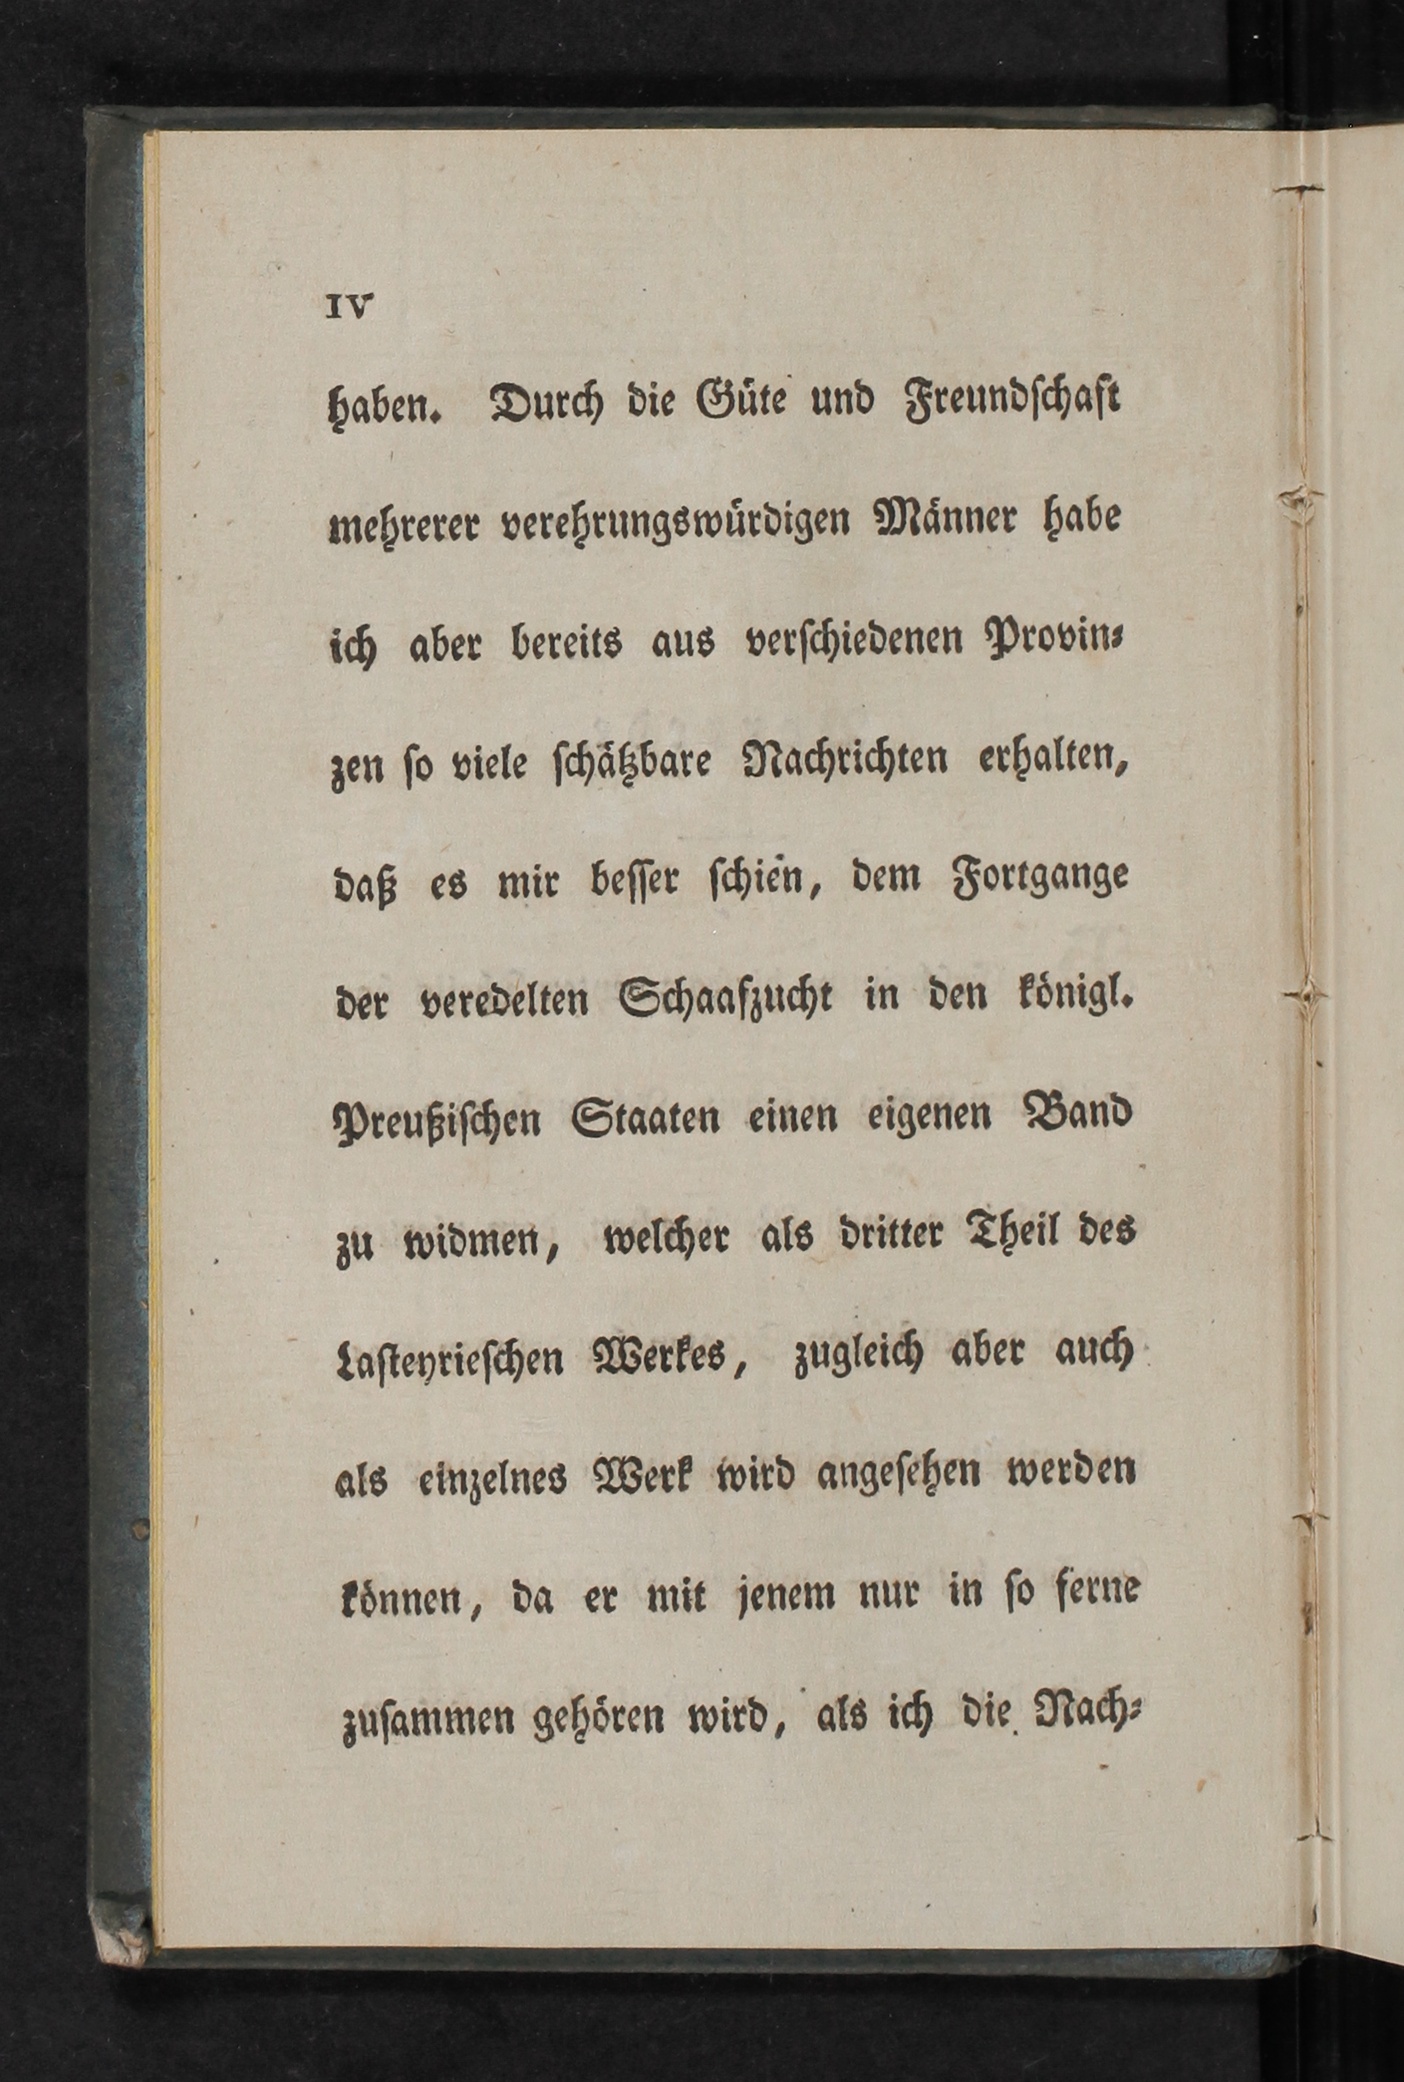 IV
haben. Durch die Güte und Freundſchaft
mehrerer verehrungswürdigen Männer habe
ich aber bereits aus verſchiedenen Provin⸗
zen ſo viele ſchätzbare Nachrichten erhalten,
daß es mir beſſer ſchien, dem Fortgange
der veredelten Schaafzucht in den königl.
Preußiſchen Staaten einen eigenen Band
zu widmen, welcher als dritter Theil des
Laſteyrieſchen Werkes, zugleich aber auch
als einzelnes Werk wird angeſehen werden
können, da er mit jenem nur in ſo ferne
zuſammen gehören wird, als ich die Nach⸗